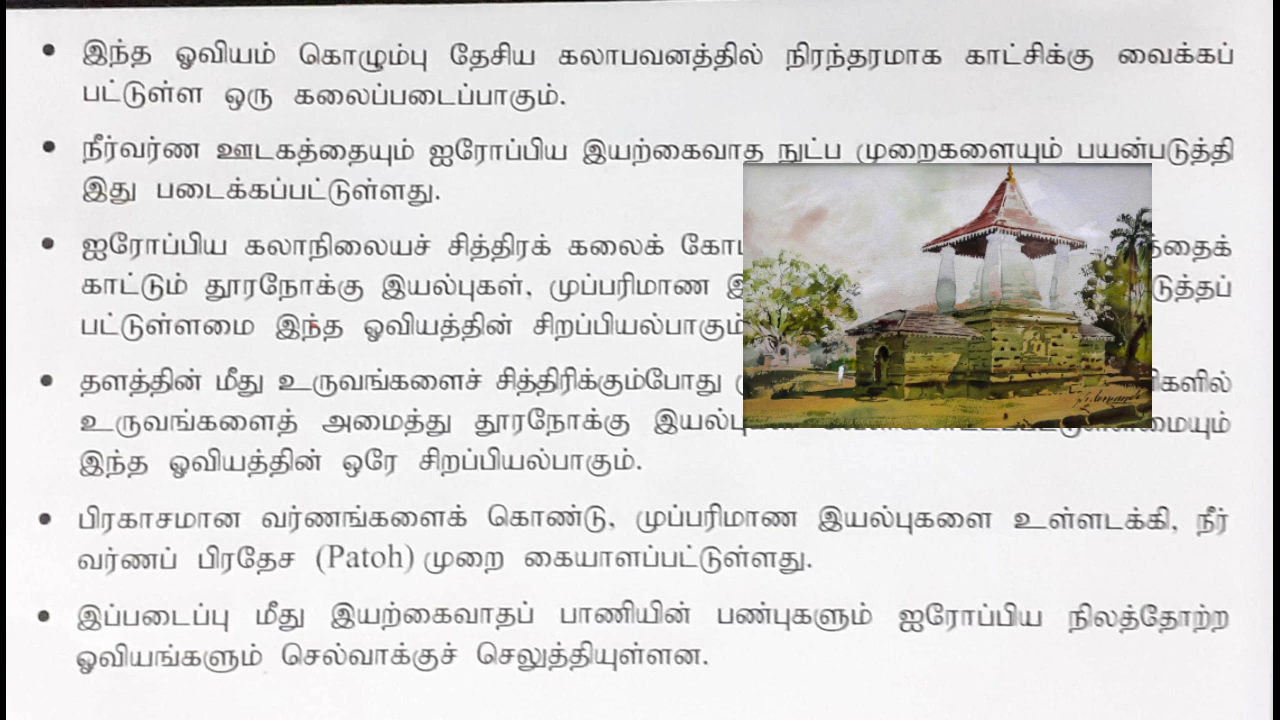 • இந்த ஓவியம் கொழும்பு தேசிய கலாபவனத்தில் நிரந்தரமாக காட்சிக்கு வைக்கப்
பட்டுள்ள ஒரு கலைப்படைப்பாகும்.
• நீர்வர்ண ஊடகத்தையும் ஐரோப்பிய இயற்கைவாத நுட்ப முறைகளையும் பயன்படுத்தி
இது படைக்கப்பட்டுள்ளது.
• ஐரோப்பிய கலாநிலையச் சித்திரக் கலைக்
காட்டும் தூரநோக்கு இயல்புகள், முப்பரிமாண
பட்டுள்ளமை இந்த ஓவியத்தின் சிறப்பியல்பாகும்
• தளத்தின் மீது உருவங்களைச் சித்திரிக்கும்போது
உருவங்களைத் அமைத்து தூரநோக்கு
இந்த ஓவியத்தின் ஒரே சிறப்பியல்பாகும்.
• பிரகாசமான வர்ணங்களைக் கொண்டு, முப்பரிமாண இயல்புகளை உள்ளடக்கி, நீர்
வர்ணப் பிரதேச (Patoh) முறை கையாளப்பட்டுள்ளது.
• இப்படைப்பு மீது இயற்கைவாதப் பாணியின் பண்புகளும் ஐரோப்பிய நிலத்தோற்ற
ஓவியங்களும் செல்வாக்குச் செலுத்தியுள்ளன.